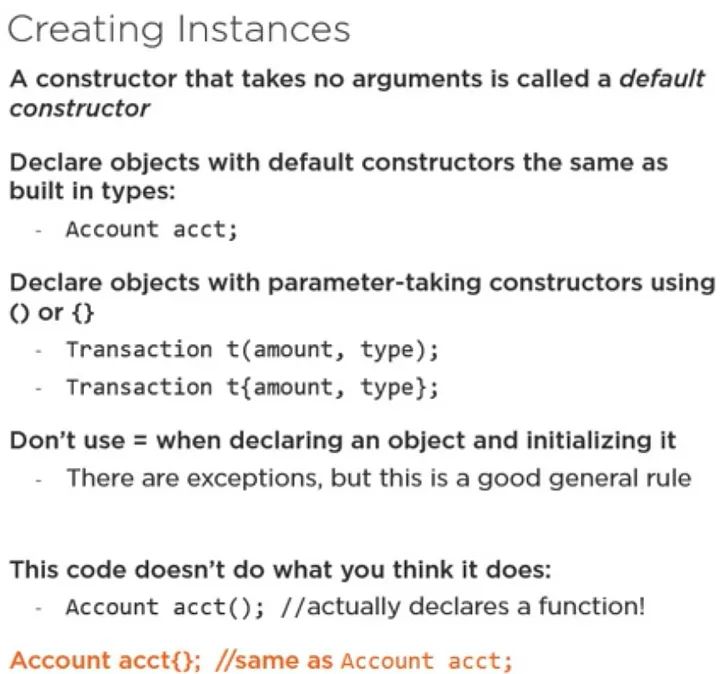 Creating Instances
A constructor that takes no arguments is called a default
constructor
Declare objects with default constructors the same as
built in types:
- Account acct;
Declare objects with parameter-taking constructors using
() or {}
- Transaction t(amount, type);
- Transaction t{amount, type};
Don't use = when declaring an object and initializing it
- There are exceptions, but this is a good general rule
This code doesn't do what you think it does:
- Account acct(); //actually declares a function!
Account acct{}; //same as Account acct;